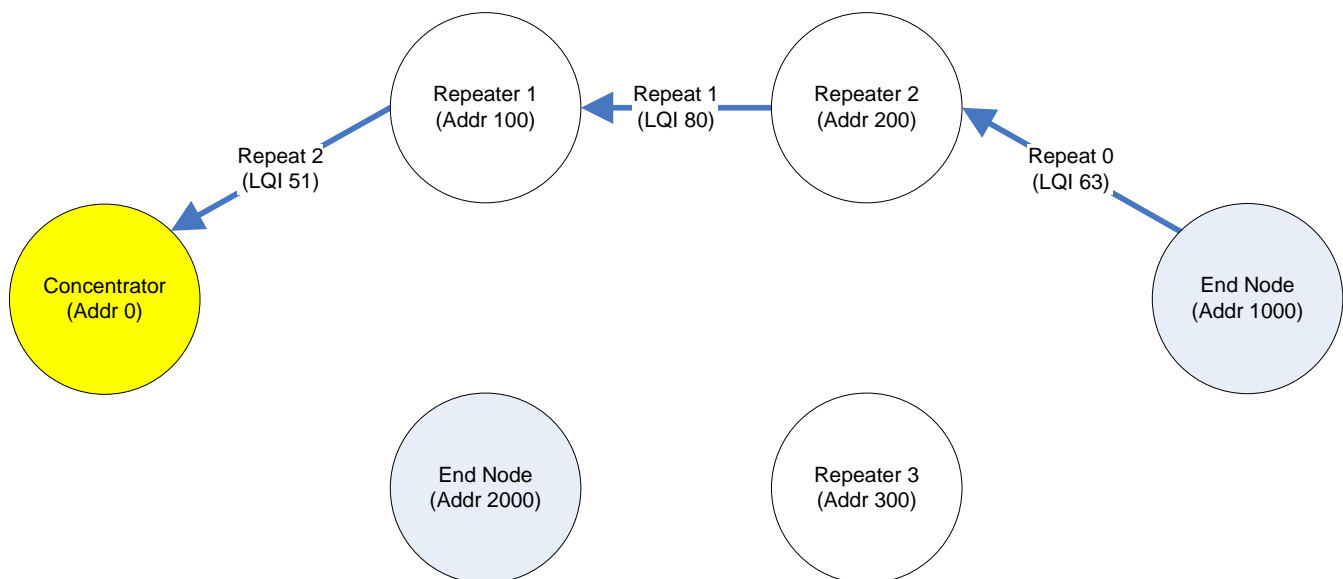 Repeater 1
(Addr 100)
Repeat 1
(LQI 80)
Repeater 2
(Addr 200)
Repeat 2
(LQI 51)
Repeat 0
(LQI 63)
Concentrator
(Addr 0)
End Node
(Addr 1000)
End Node
(Addr 2000)
Repeater 3
(Addr 300)